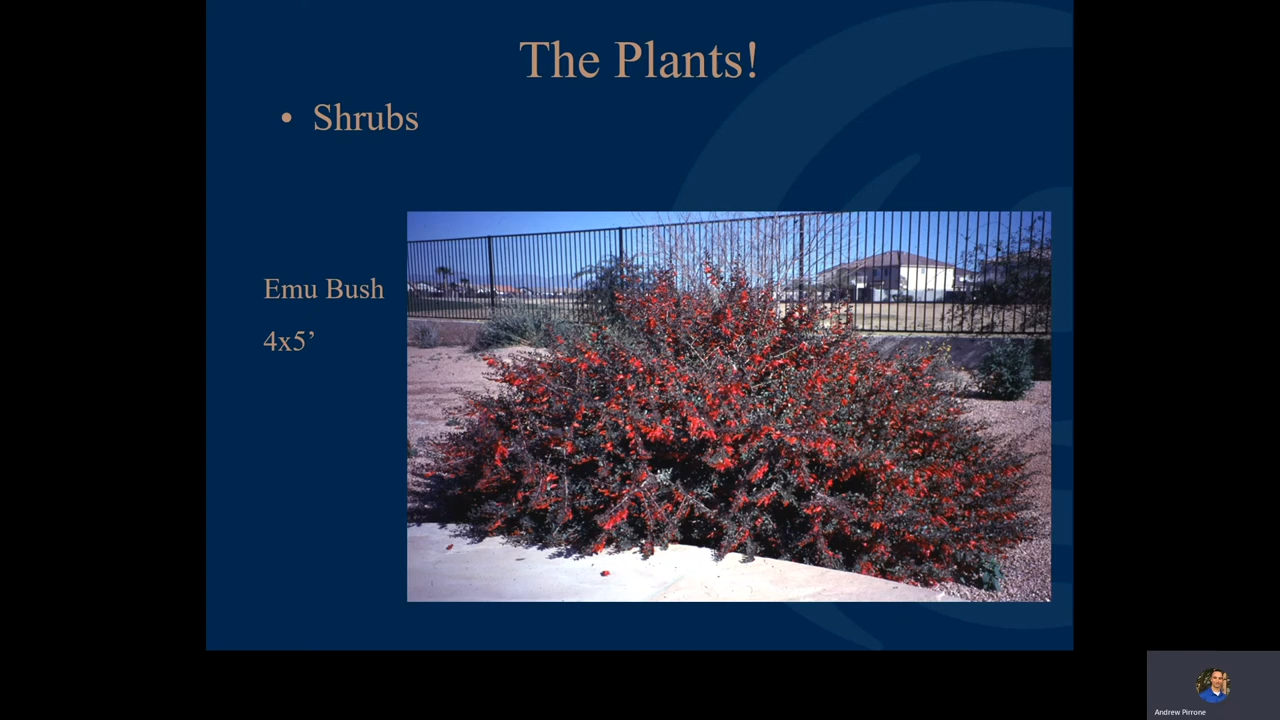 The Plants!
• Shrubs
Emu Bush
4x5’
Andrew Pirrone